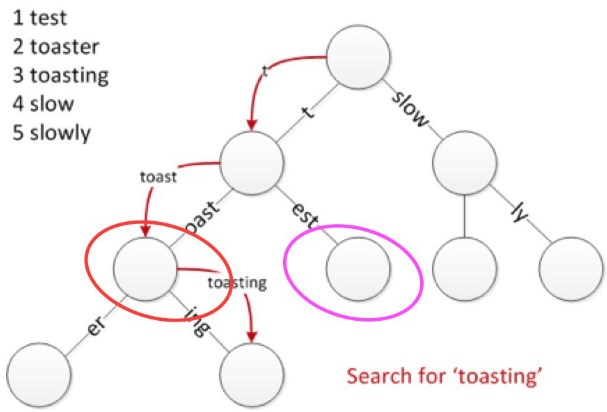 1 test
2 toaster
3 toasting
4 slow
5 slowly
t
t
slow
toast
oast
est
ly
toasting
er
ing
Search for ‘toasting’